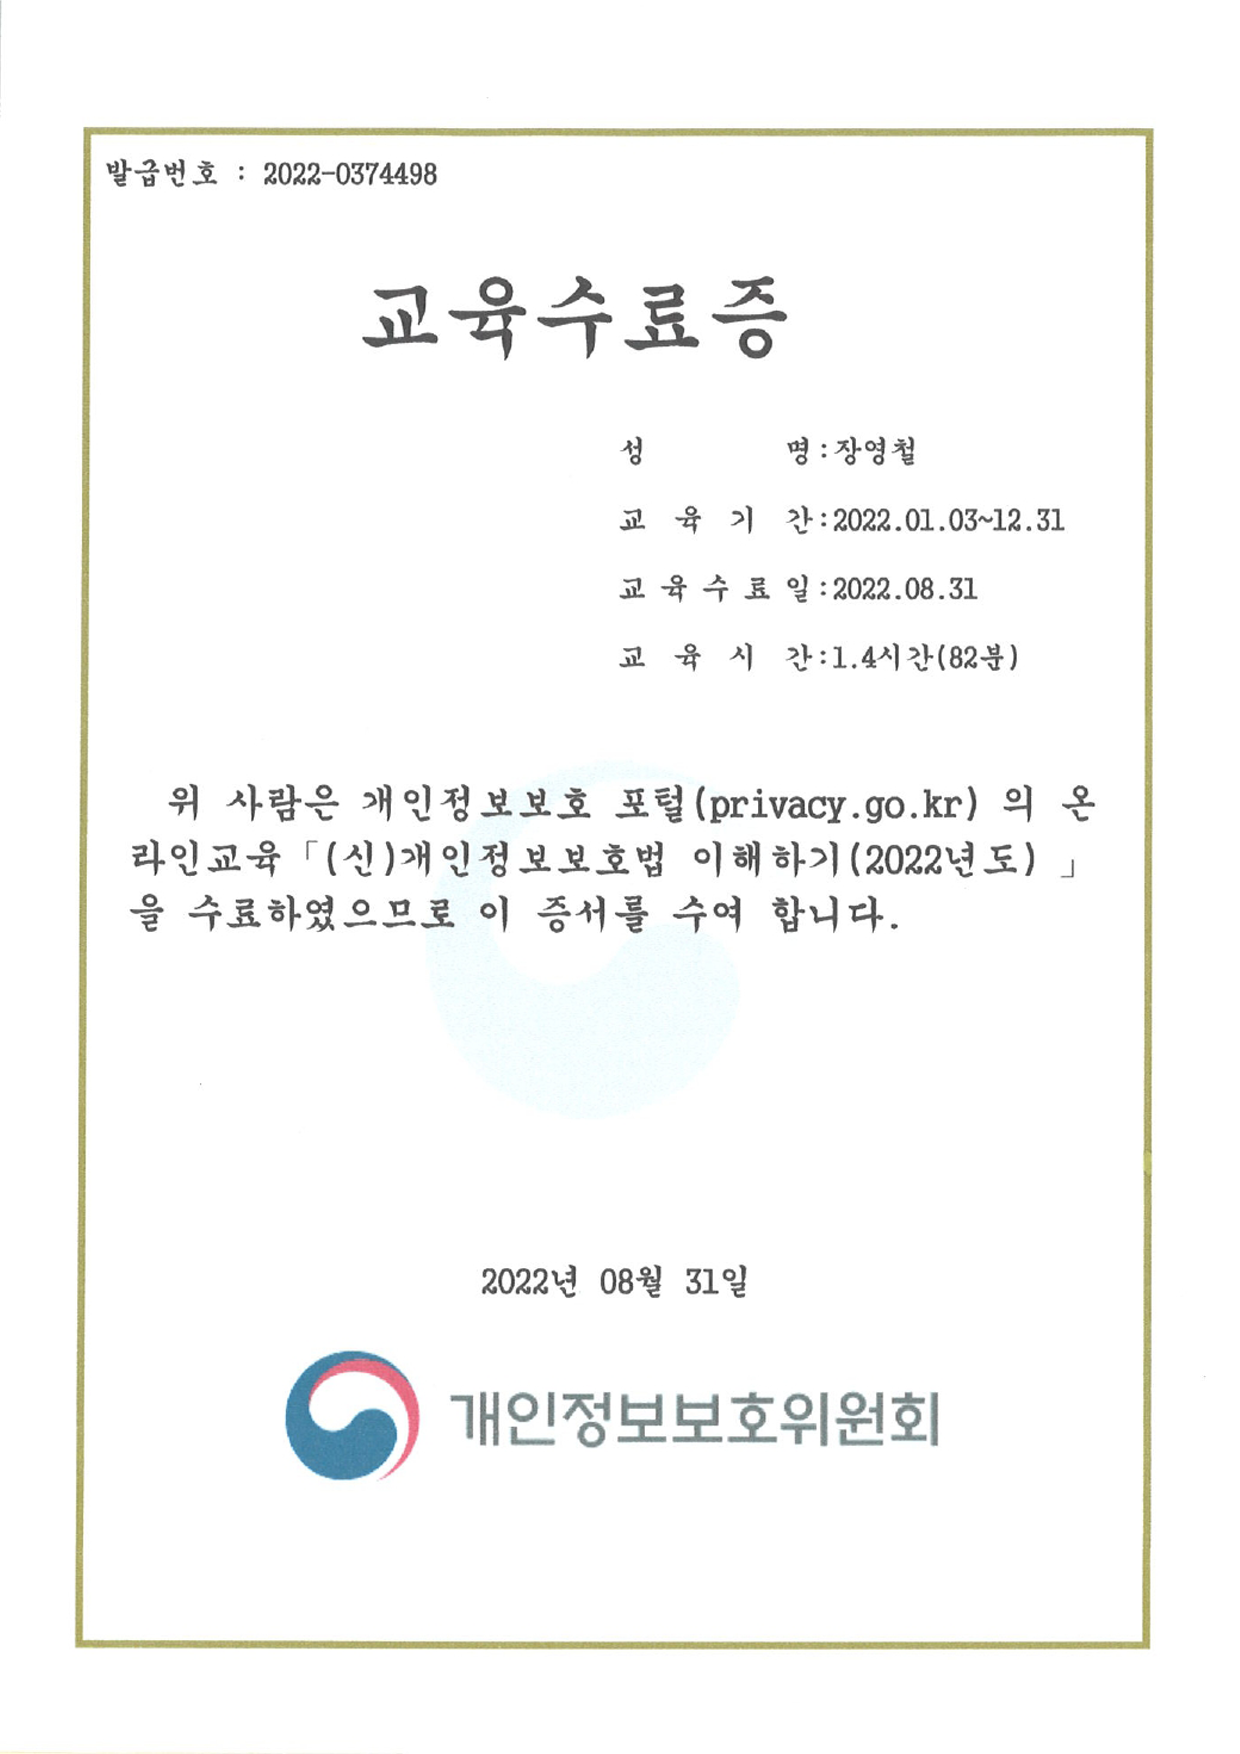 발급번호 : 2022-0374498
교육수료증
성 명:장영철
교 육 기 간:2022.01.03~12.31
교 육 수 료 일:2022.08.31
교 육 시 간:1.4시간(82분)
위 사람은 개인정보보호 포털(privacy.go.kr) 의 온
라인교육「(신)개인정보보호법 이해하기(2022년도) 」
을 수료하였으므로 이 증서를 수여 합니다.
2022년 08월 31일
개인정보보호위원회